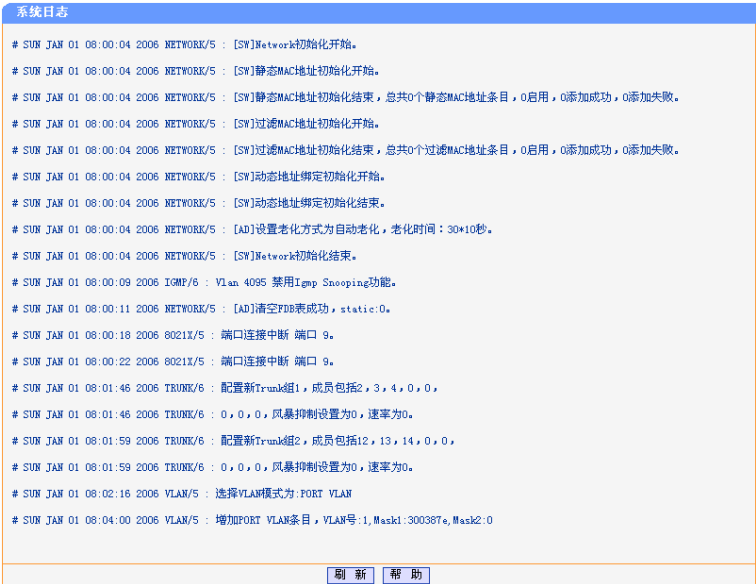 系统日志
# SUN JAN 01 08:00:04 2006 NETWORK/5 : [SW]Network初始化开始。
# SUN JAN 01 08:00:04 2006 NETWORK/5 : [SW]静态MAC地址初始化开始。
# SUN JAN 01 08:00:04 2006 NETWORK/5 : [SW]静态MAC地址初始化结束，总共0个静态MAC地址条目，0启用，0添加成功，0添加失败。
# SUN JAN 01 08:00:04 2006 NETWORK/5 : [SW]过滤MAC地址初始化开始。
# SUN JAN 01 08:00:04 2006 NETWORK/5 : [SW]过滤MAC地址初始化结束，总共0个过滤MAC地址条目，0启用，0添加成功，0添加失败。
# SUN JAN 01 08:00:04 2006 NETWORK/5 : [SW]动态地址绑定初始化开始。
# SUN JAN 01 08:00:04 2006 NETWORK/5 : [SW]动态地址绑定初始化结束。
# SUN JAN 01 08:00:04 2006 NETWORK/5 : [AD]设置老化方式为自动老化，老化时间：30*10秒。
# SUN JAN 01 08:00:04 2006 NETWORK/5 : [SW]Network初始化结束。
# SUN JAN 01 08:00:09 2006 IGMP/6 : Vlan 4095 禁用Igmp Snooping功能。
# SUN JAN 01 08:00:11 2006 NETWORK/5 : [AD]清空FDB表成功，static:0。
# SUN JAN 01 08:00:18 2006 8021X/5 : 端口连接中断 端口 9。
# SUN JAN 01 08:00:22 2006 8021X/5 : 端口连接中断 端口 9。
# SUN JAN 01 08:01:46 2006 TRUNK/6 : 配置新Trunk组1，成员包括2，3，4，0，0，
# SUN JAN 01 08:01:46 2006 TRUNK/6 : 0，0，0，风暴抑制设置为0，速率为0。
# SUN JAN 01 08:01:59 2006 TRUNK/6 : 配置新Trunk组2，成员包括12，13，14，0，0，
# SUN JAN 01 08:01:59 2006 TRUNK/6 : 0，0，0，风暴抑制设置为0，速率为0。
# SUN JAN 01 08:02:16 2006 VLAN/5 : 选择VLAN模式为:PORT VLAN
# SUN JAN 01 08:04:00 2006 VLAN/5 : 增加PORT VLAN条目，VLAN号:1,Mask1:300387e,Mask2:0
刷 新 帮 助